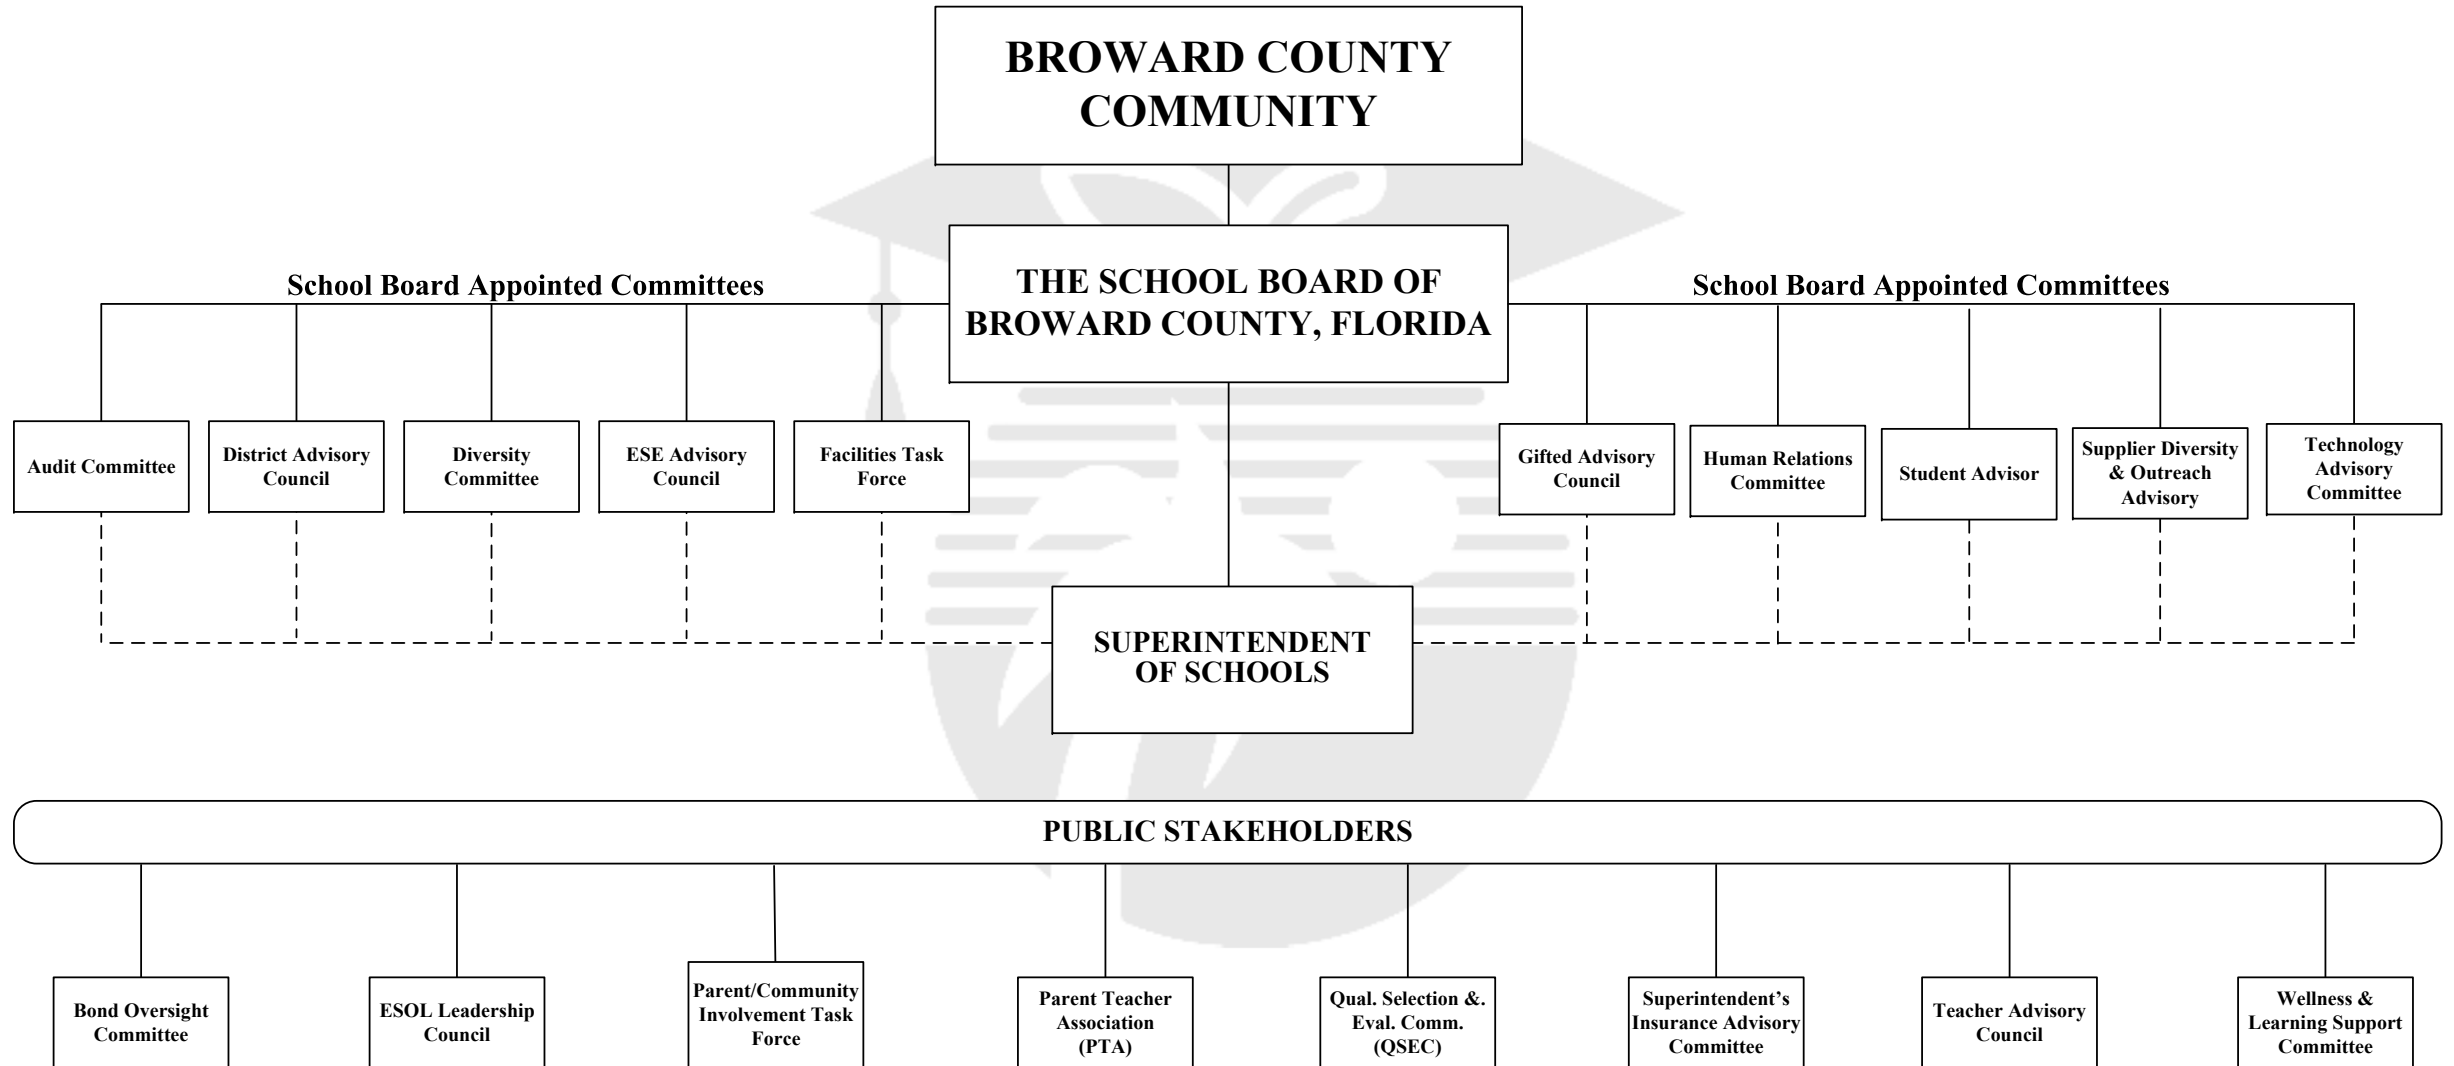 BROWARD COUNTY
COMMUNITY
THE SCHOOL BOARD OF
BROWARD COUNTY, FLORIDA
School Board Appointed Committees
School Board Appointed Committees
Audit Committee
District Advisory
Council
Diversity
Committee
ESE Advisory
Council
Facilities Task
Force
Gifted Advisory
Council
Human Relations
Committee
Student Advisor
Supplier Diversity
& Outreach
Advisory
Technology
Advisory
Committee
SUPERINTENDENT
OF SCHOOLS
PUBLIC STAKEHOLDERS
Bond Oversight
Committee
ESOL Leadership
Council
Parent/Community
Involvement Task
Force
Parent Teacher
Association
(PTA)
Qual. Selection &.
Eval. Comm.
(QSEC)
Superintendent’s
Insurance Advisory
Committee
Teacher Advisory
Council
Wellness &
Learning Support
Committee